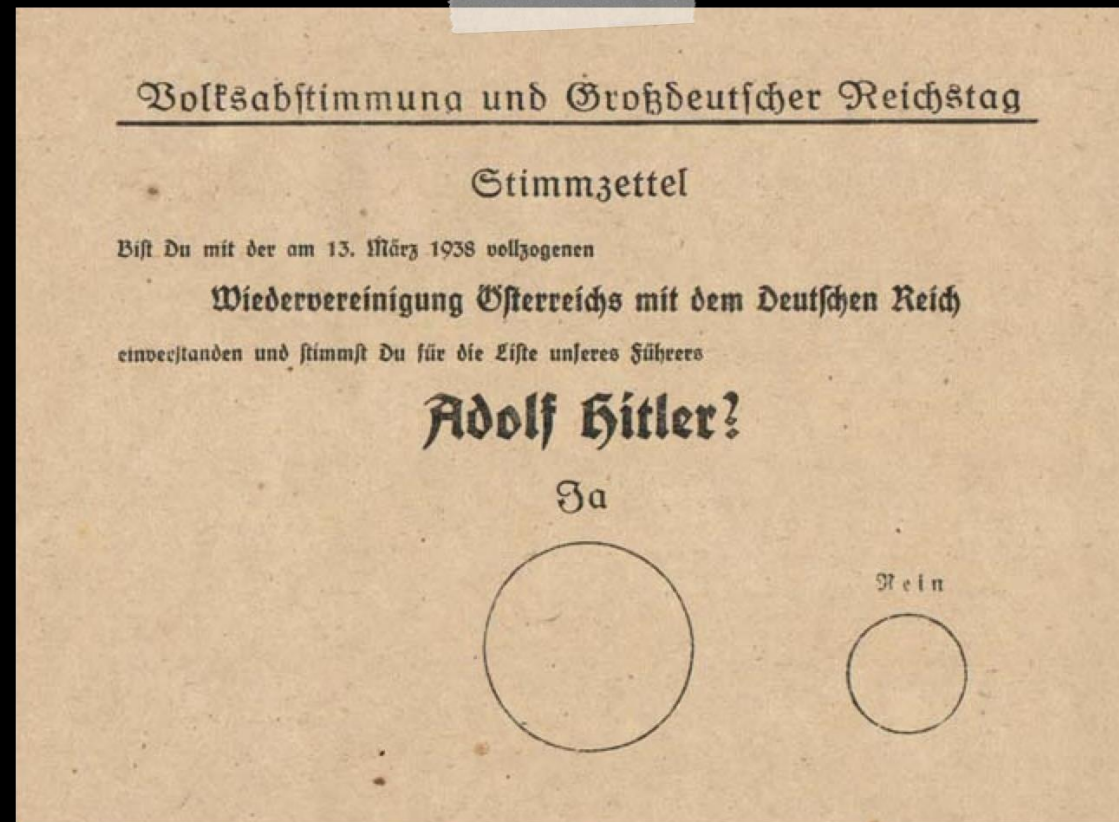 Volksabstimmung und Großdeutscher Reichstag
Stimmzettel
Bist Du mit der am 13. März 1938 vollzogenen
Wiedervereinigung Österreichs mit dem Deutschen Reich
einverstanden und stimmst Du für die Liste unseres Führers
Adolf Hitler?
Ja
Nein